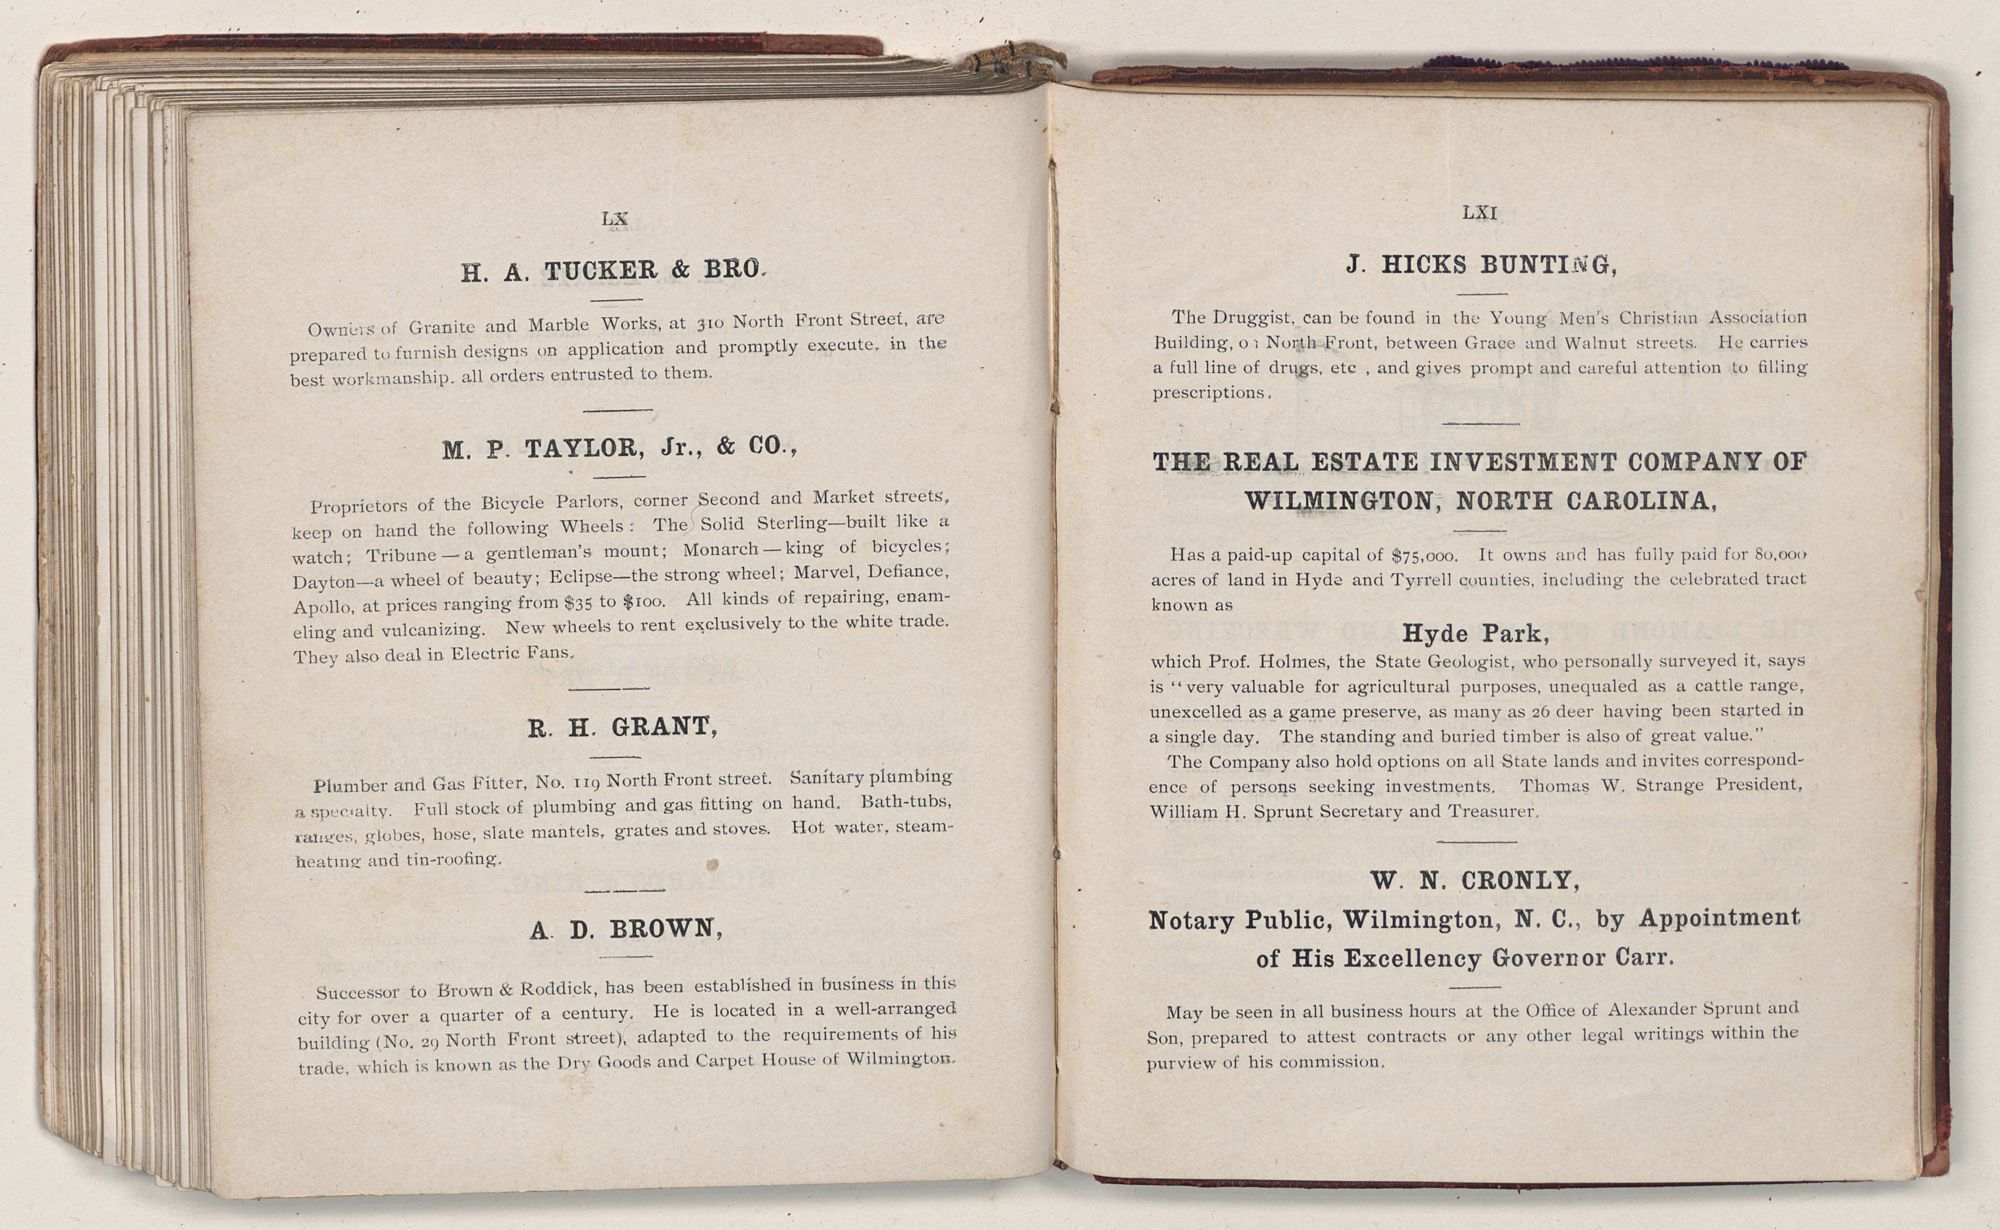 LX
H. A. TUCKER & BRO.
Owners of Granite and Marble Works, at 310 North Front Street, are
prepared to furnish designs on application and promptly execute, in the
best workmanship, all orders entrusted to them.
M. P. TAYLOR, Jr., & CO.,
Proprietors of the Bicycle Parlors, corner Second and Market streets,
keep on hand the following Wheels: The Solid Sterling—built like a
watch; Tribune—a gentleman's mount; Monarch—king of bicycles;
Dayton—a wheel of beauty; Eclipse—the strong wheel; Marvel, Defiance,
Apollo, at prices ranging from $35 to $100. All kinds of repairing, enam-
eling and vulcanizing. New wheels to rent exclusively to the white trade.
They also deal in Electric Fans.
R. H. GRANT,
Plumber and Gas Fitter, No. 119 North Front street. Sanitary plumbing
a specialty. Full stock of plumbing and gas fitting on hand. Bath-tubs,
ranges, globes, hose, slate mantels, grates and stoves. Hot water, steam-
heating and tin-roofing.
A. D. BROWN,
Successor to Brown & Roddick, has been established in business in this
city for over a quarter of a century. He is located in a well-arranged
building (No. 29 North Front street), adapted to the requirements of his
trade, which is known as the Dry Goods and Carpet House of Wilmington.
LXI
J. HICKS BUNTING,
The Druggist, can be found in the Young Men's Christian Association
Building, on North Front, between Grace and Walnut streets. He carries
a full line of drugs, etc , and gives prompt and careful attention to filling
prescriptions.
THE REAL ESTATE INVESTMENT COMPANY OF
WILMINGTON, NORTH CAROLINA,
Has a paid-up capital of $75,000. It owns and has fully paid for 80,000
acres of land in Hyde and Tyrrell counties, including the celebrated tract
known as
Hyde Park,
which Prof. Holmes, the State Geologist, who personally surveyed it, says
is "very valuable for agricultural purposes, unequaled as a cattle range,
unexcelled as a game preserve, as many as 26 deer having been started in
a single day. The standing and buried timber is also of great value."
The Company also hold options on all State lands and invites correspond-
ence of persons seeking investments. Thomas W. Strange President,
William H. Sprunt Secretary and Treasurer.
W. N. CRONLY,
Notary Public, Wilmington, N. C., by Appointment
of His Excellency Governor Carr.
May be seen in all business hours at the Office of Alexander Sprunt and
Son, prepared to attest contracts or any other legal writings within the
purview of his commission.